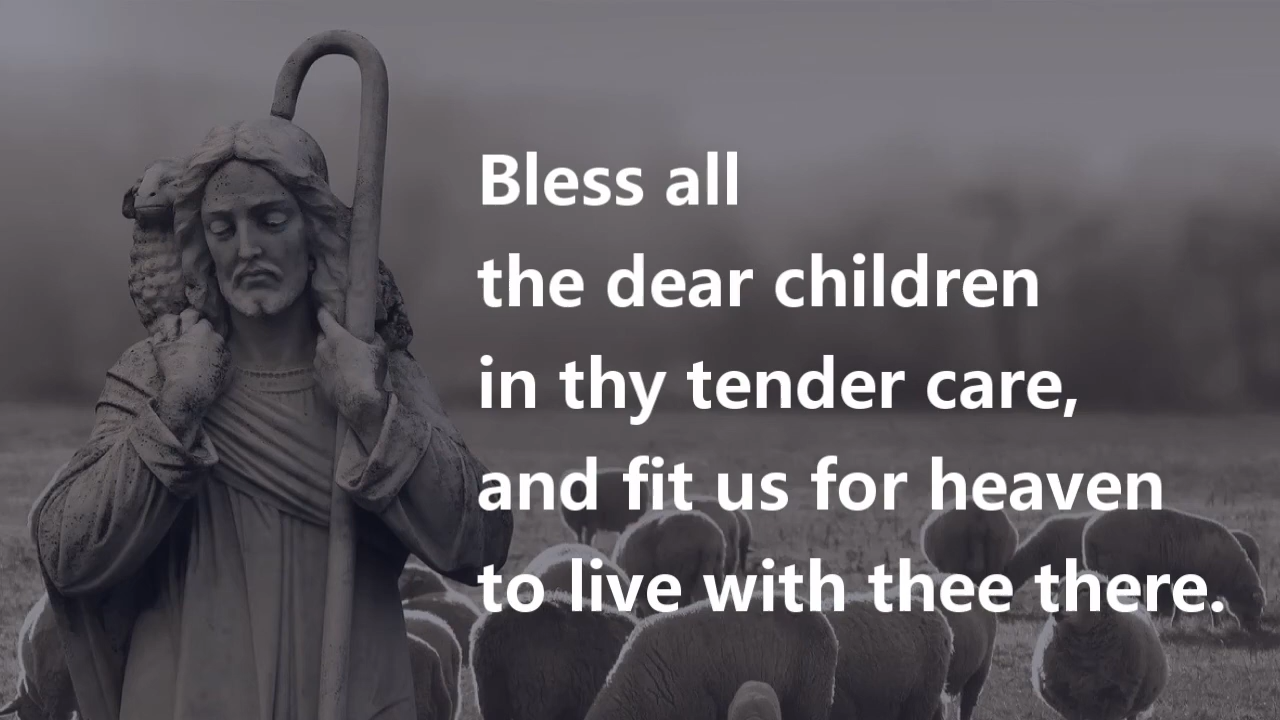 Bless all
the dear children
in thy tender care,
and fit us for heaven
to live with thee there.